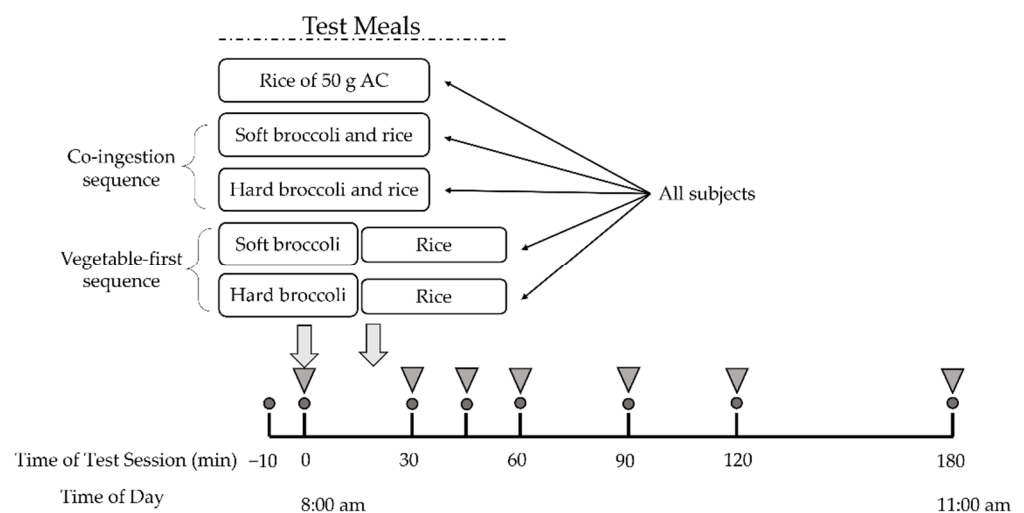 Test Meals
Rice of 50 g AC
Co-ingestion
sequence
Soft broccoli and rice
Hard broccoli and rice
All subjects
Vegetable-first
sequence
Soft broccoli
Rice
Hard broccoli
Rice
Time of Test Session (min) −10 0 30 60 90 120 180
Time of Day
8:00 am 11:00 am